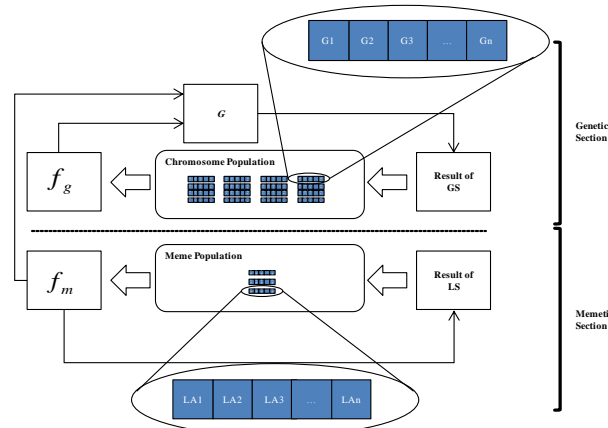 G1 G2 G3 ... Gn
G
Genetic
Section
Chromosome Population
f g
Result of
GS
Meme Population
f m
Result of
LS
Memetic
Section
LA1 LA2 LA3 ... LAn